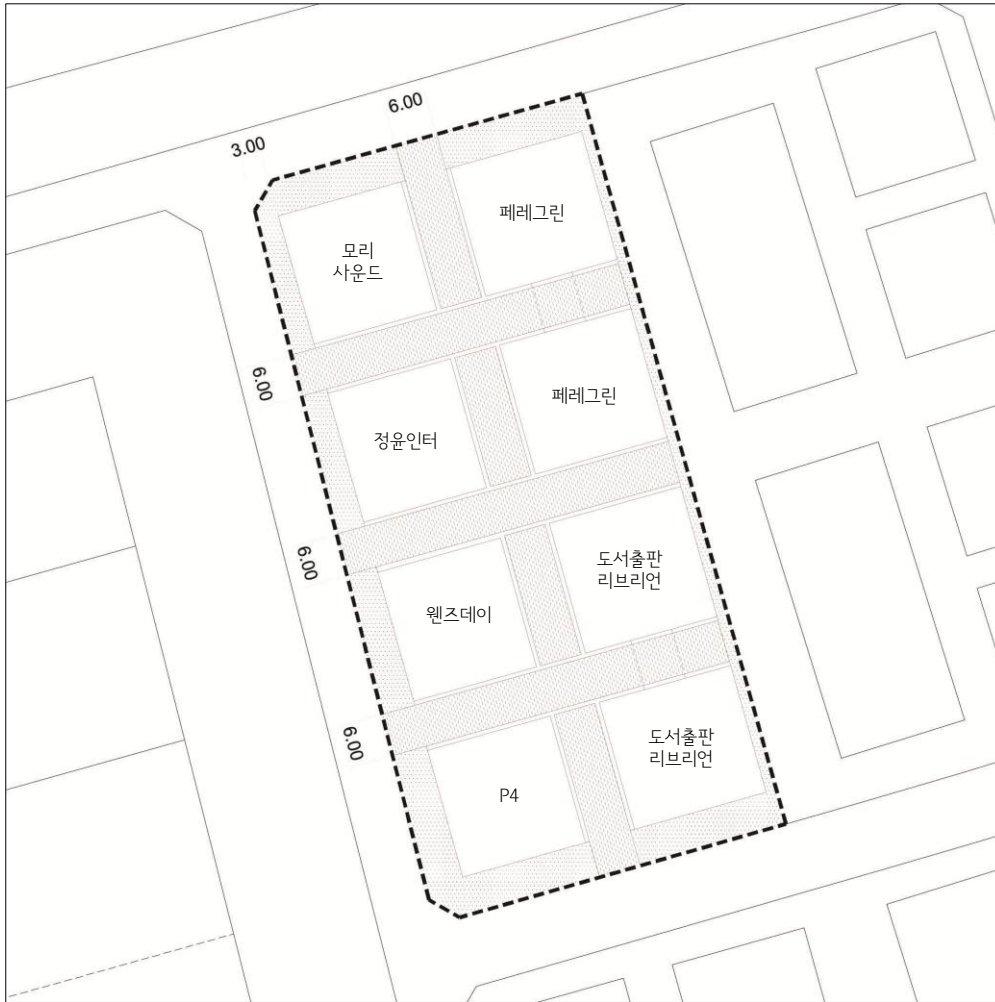 6.00
3.00
페레그린
모리
사운드
6.00
페레그린
정윤인터
6.00
도서출판
리브리언
웬즈데이
6.00
도서출판
리브리언
P4